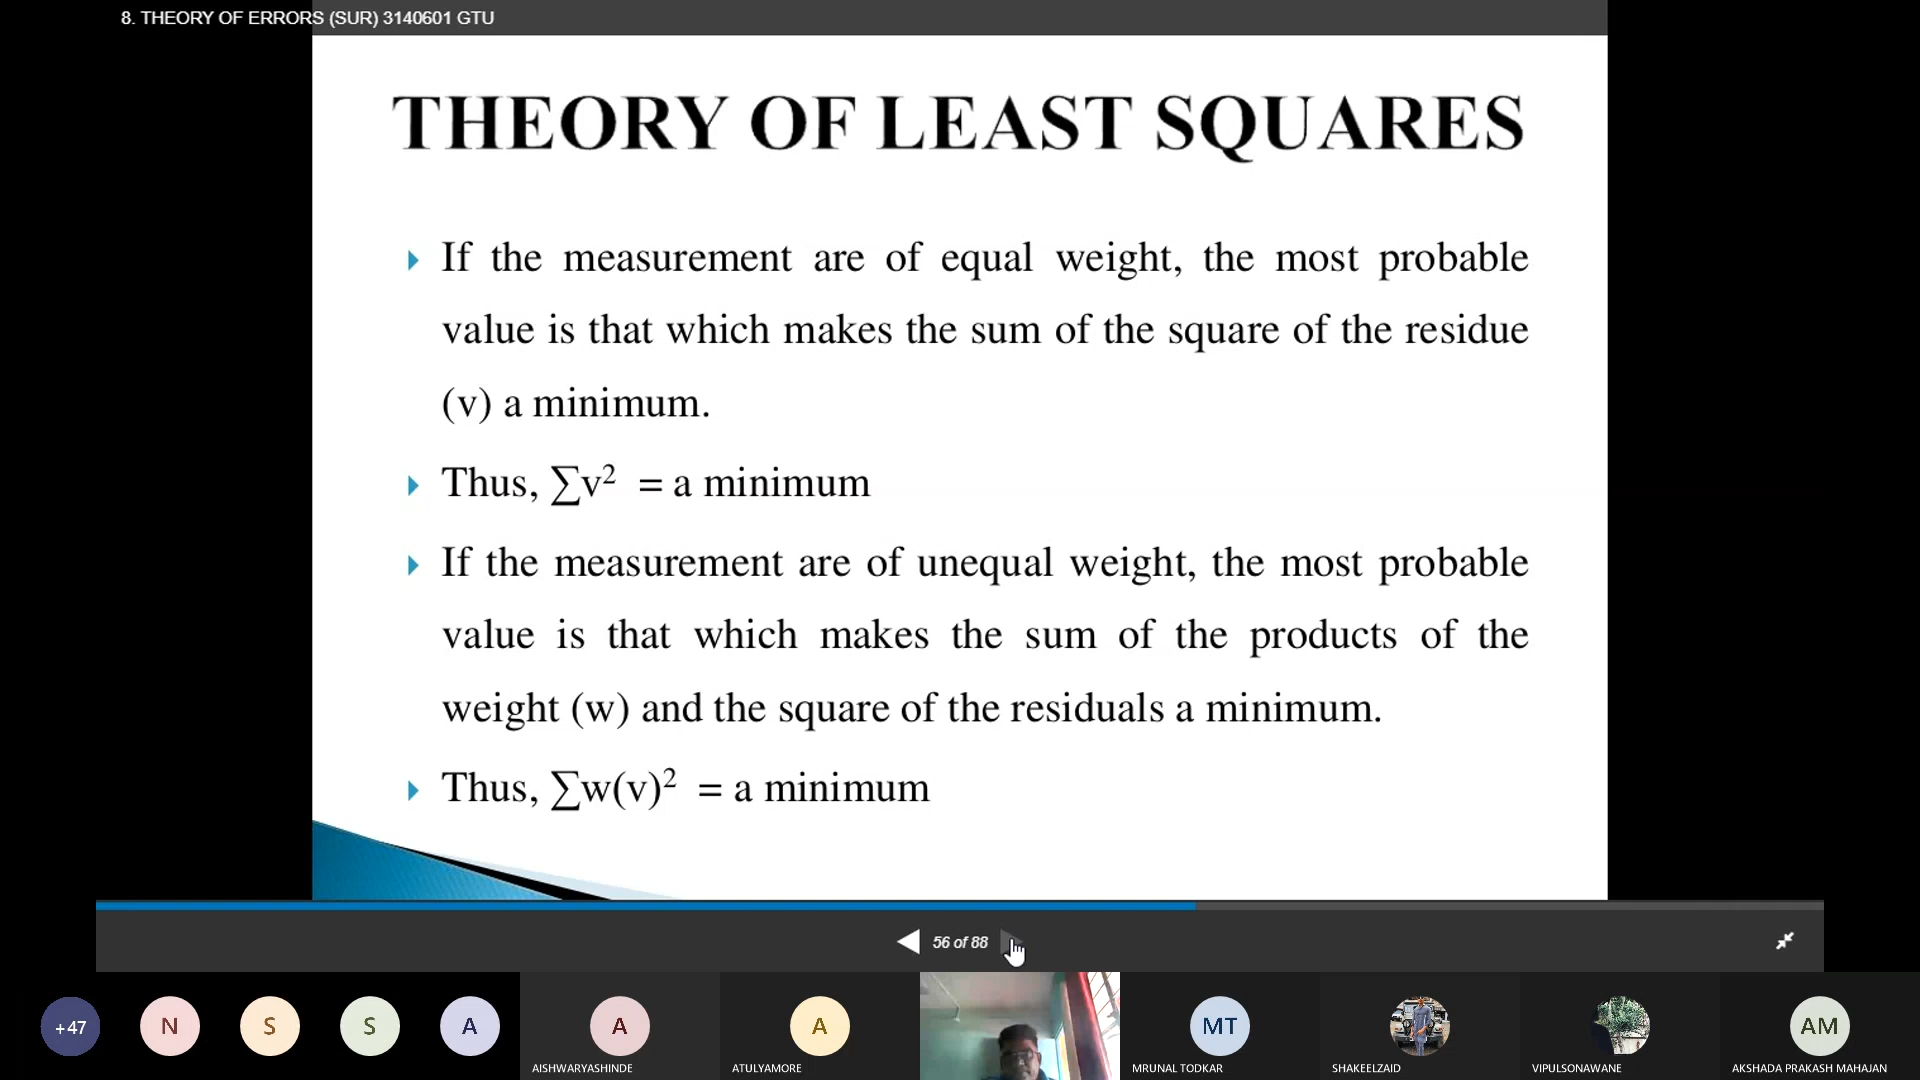 8. THEORY OF ERRORS (SUR) 3140601 GTU
THEORY OF LEAST SQUARES
If the measurement are of equal weight, the most probable
value is that which makes the sum of the square of the residue
(v) a minimum.
Thus, ∑v² = a minimum
If the measurement are of unequal weight, the most probable
value is that which makes the sum of the products of the
weight (w) and the square of the residuals a minimum.
Thus, ∑w(v)² = a minimum
56 of 88
+47
N
S
S
A
A
A
MT
AM
AISHWARYASHINDE
ATULYAMORE
MRUNAL TODKAR
SHAKEELZAID
VIPULSONAWANE
AKSHADA PRAKASH MAHAJAN